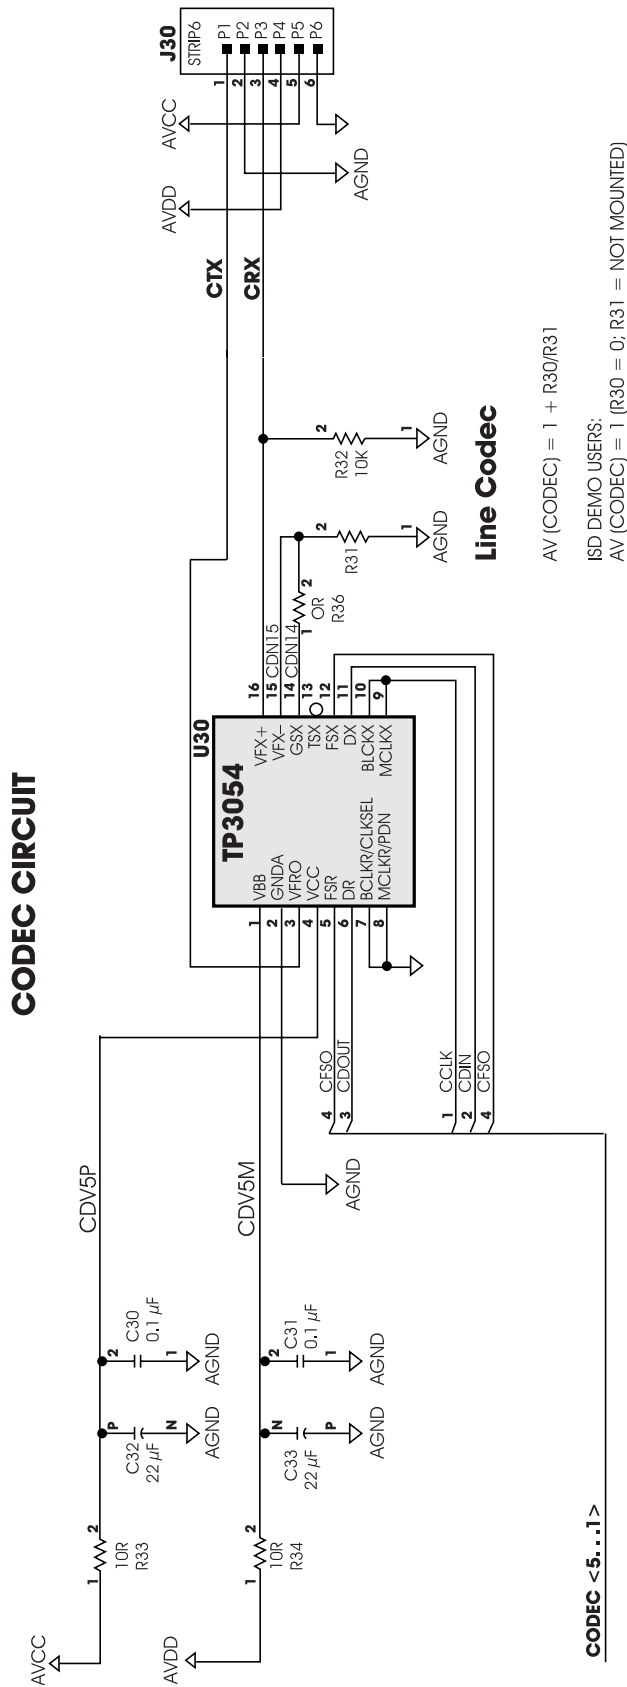 CODEC CIRCUIT
AVCC
1
2
10R
R33
P
C32
22 µF
N
AGND
2
C30
0.1 µF
1
AGND
CDV5P
AVDD
1
2
10R
R34
N
C33
22 µF
P
AGND
2
C31
0.1 µF
1
AGND
CDV5M
AGND
4 CFSO
3 CDOUT
1 CCLK
2 CDIN
4 CFSO
CODEC <5...1>
U30
TP3054
1 VBB
2 GNDA
3 VFRO
4 VCC
5 FSR
6 DR
7 BCLKR/CLKSEL
8 MCLKR/PDN
VFX+ 16
VFX– 15
GSX 14
TSX 13
FSX 12
DX 11
BLCKX 10
MCLKX 9
CDN15
CDN14
1
2
OR
R36
2
R31
1
AGND
2
R32
10K
1
AGND
CTX
CRX
AVDD
AVCC
AGND
J30
STRIP6
1 P1
2 P2
3 P3
4 P4
5 P5
6 P6
Line Codec
AV (CODEC) = 1 + R30/R31
ISD DEMO USERS:
AV (CODEC) = 1 (R30 = 0; R31 = NOT MOUNTED)